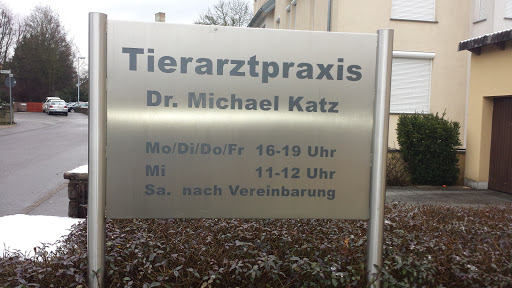 Tierarztpraxis
Dr. Michael Katz
Mo/Di/Do/Fr 16-19 Uhr
Mi 11-12 Uhr
Sa. nach Vereinbarung